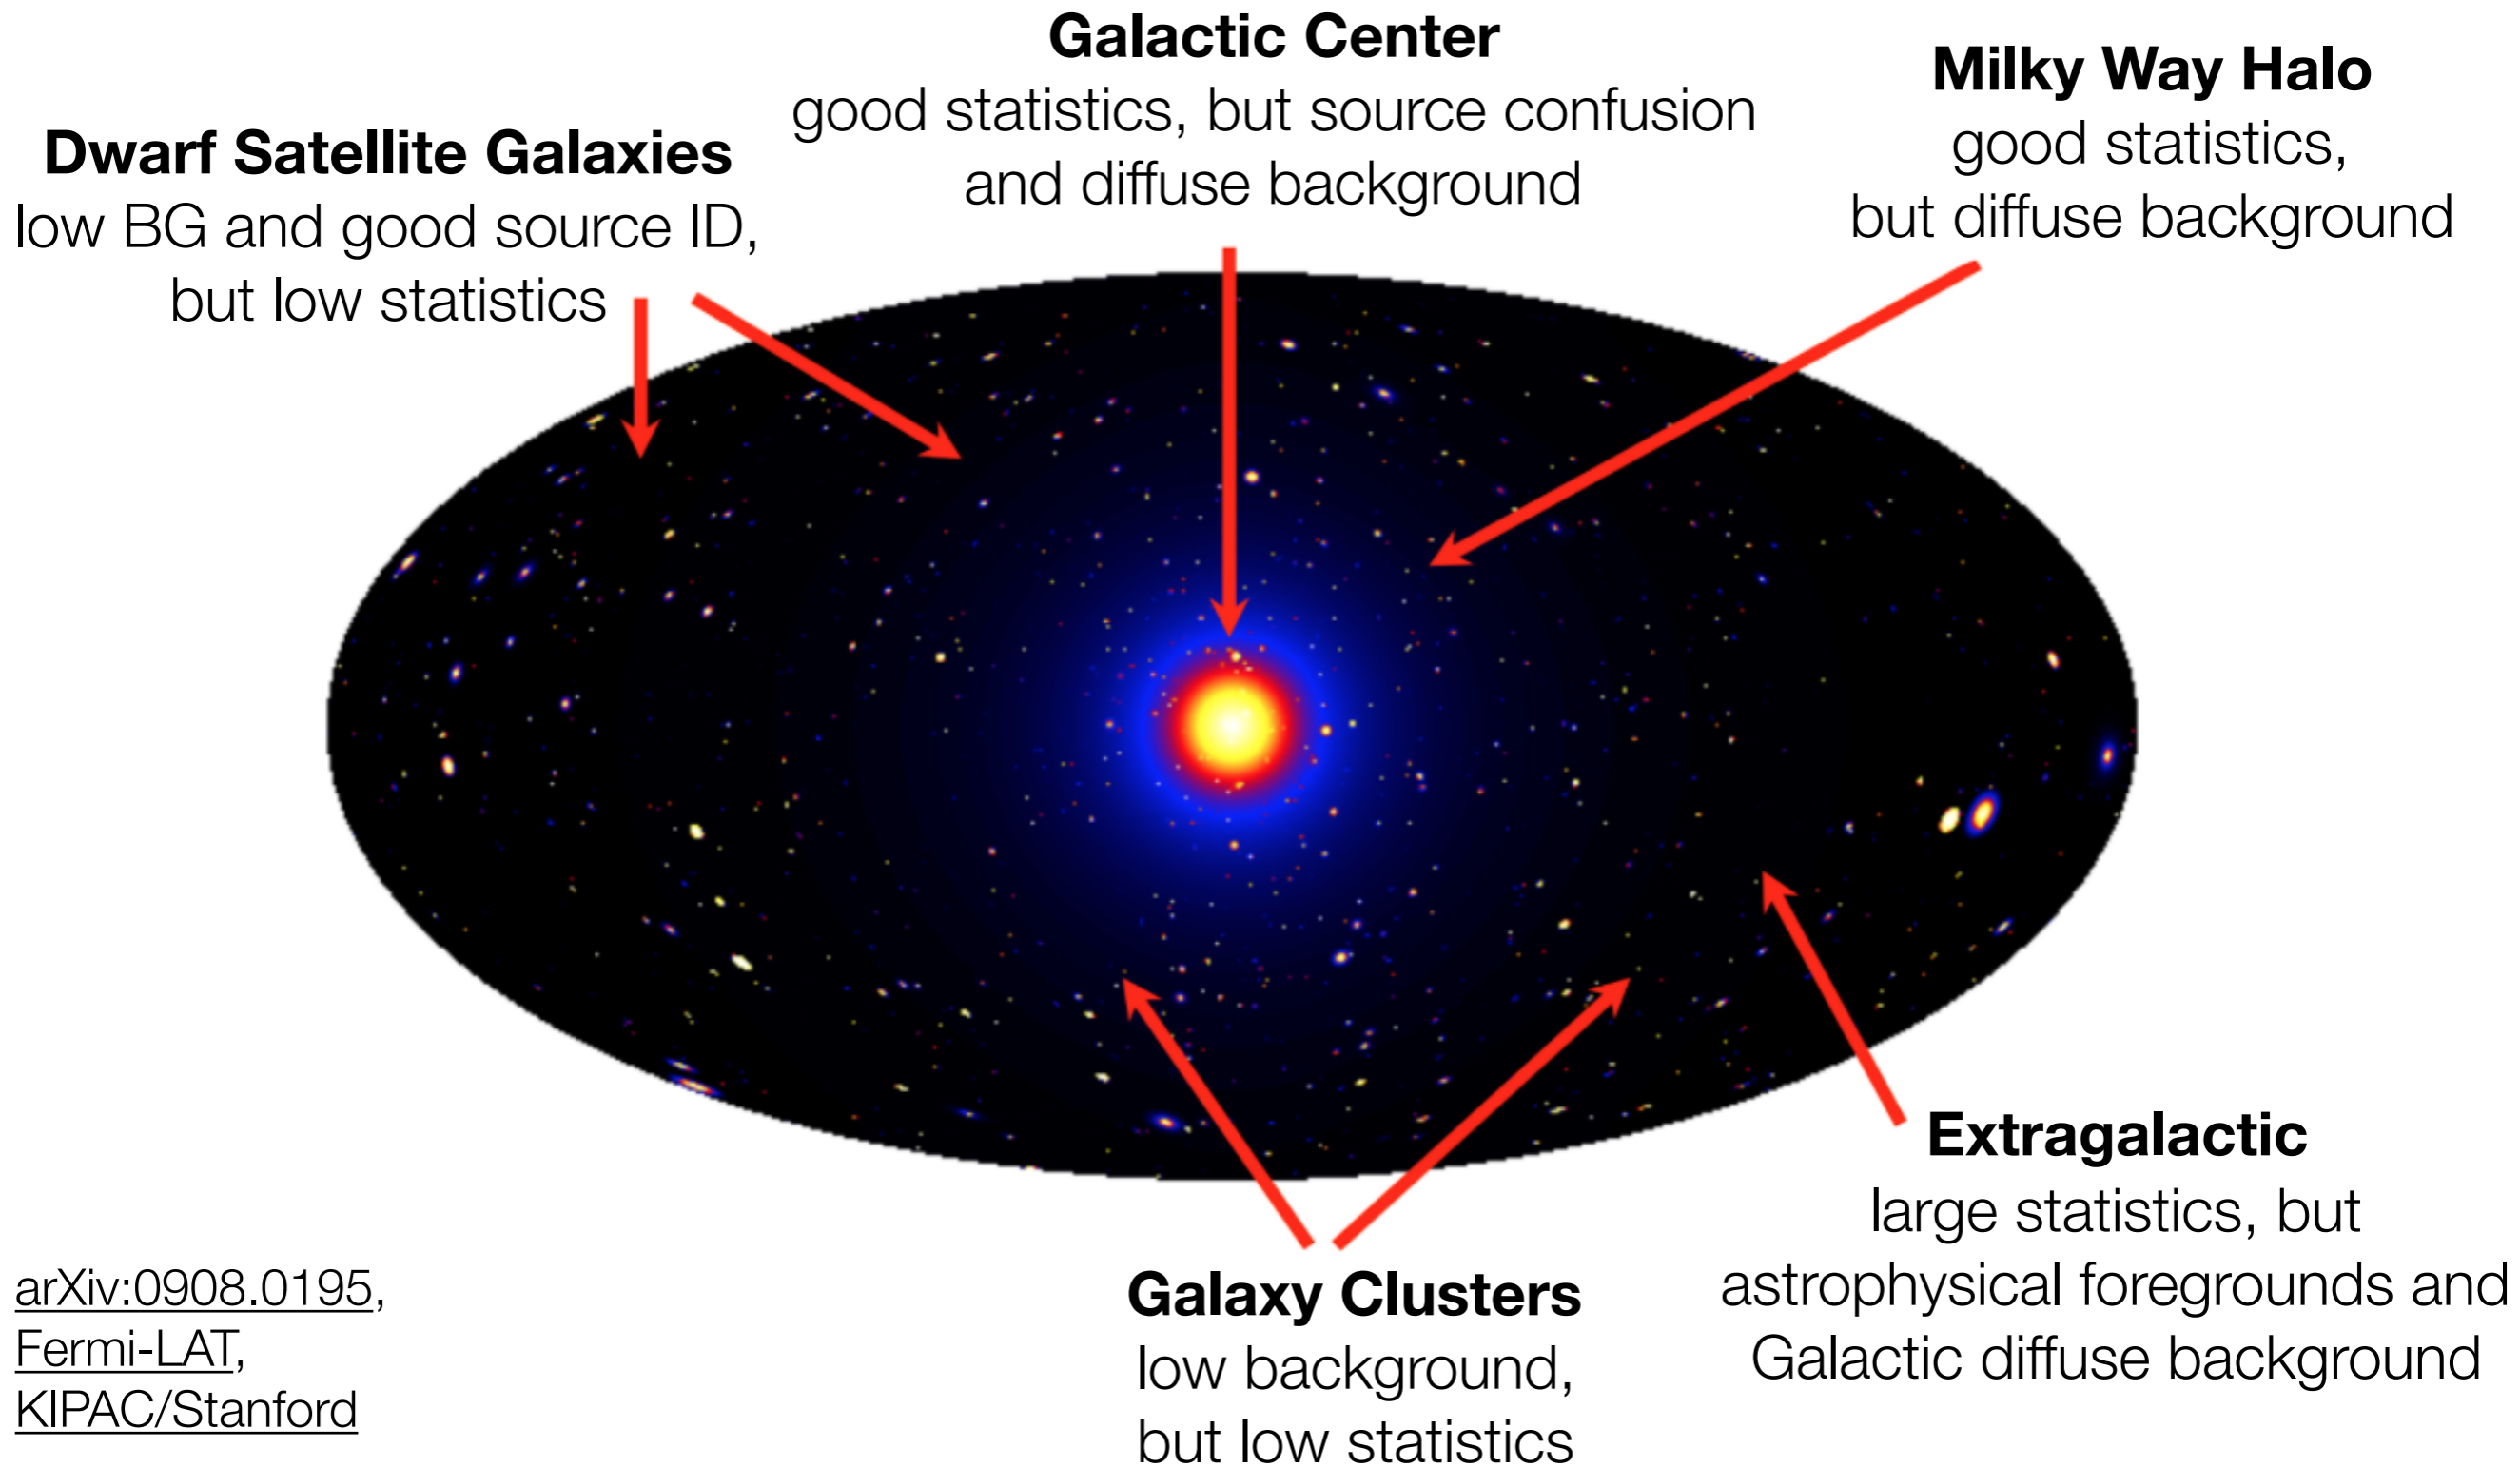 Galactic Center
good statistics, but source confusion
and diffuse background
Milky Way Halo
good statistics,
but diffuse background
Dwarf Satellite Galaxies
low BG and good source ID,
but low statistics
Extragalactic
large statistics, but
astrophysical foregrounds and
Galactic diffuse background
Galaxy Clusters
low background,
but low statistics
arXiv:0908.0195,
Fermi-LAT,
KIPAC/Stanford